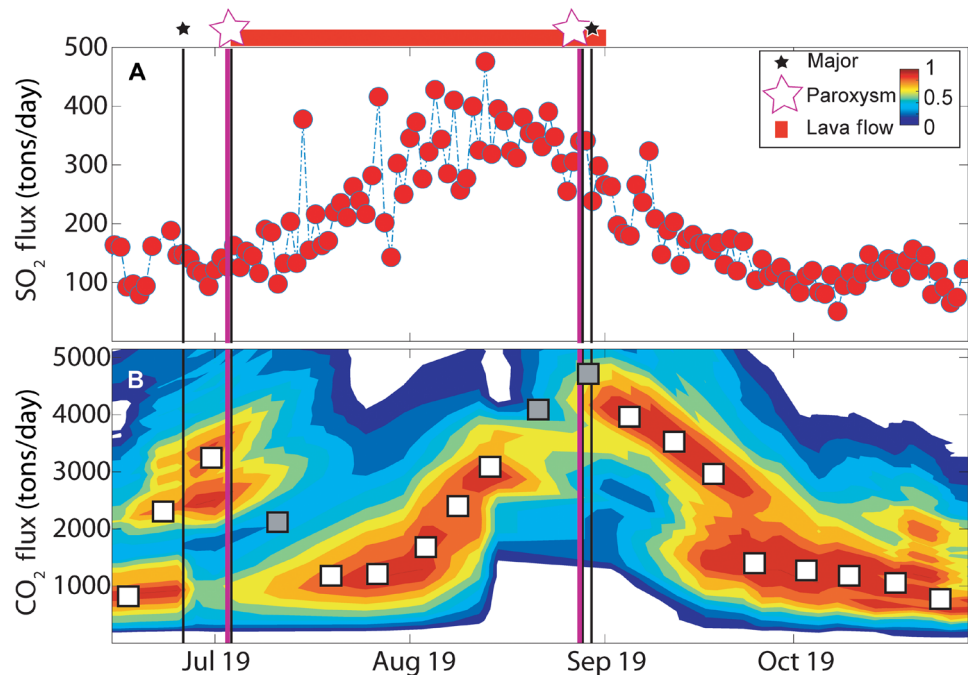 A
500
400
300
200
100
SO2 flux (tons/day)
Major
Paroxysm
Lava flow
1
0.5
0
B
5000
4000
3000
2000
1000
CO2 flux (tons/day)
Jul 19
Aug 19
Sep 19
Oct 19